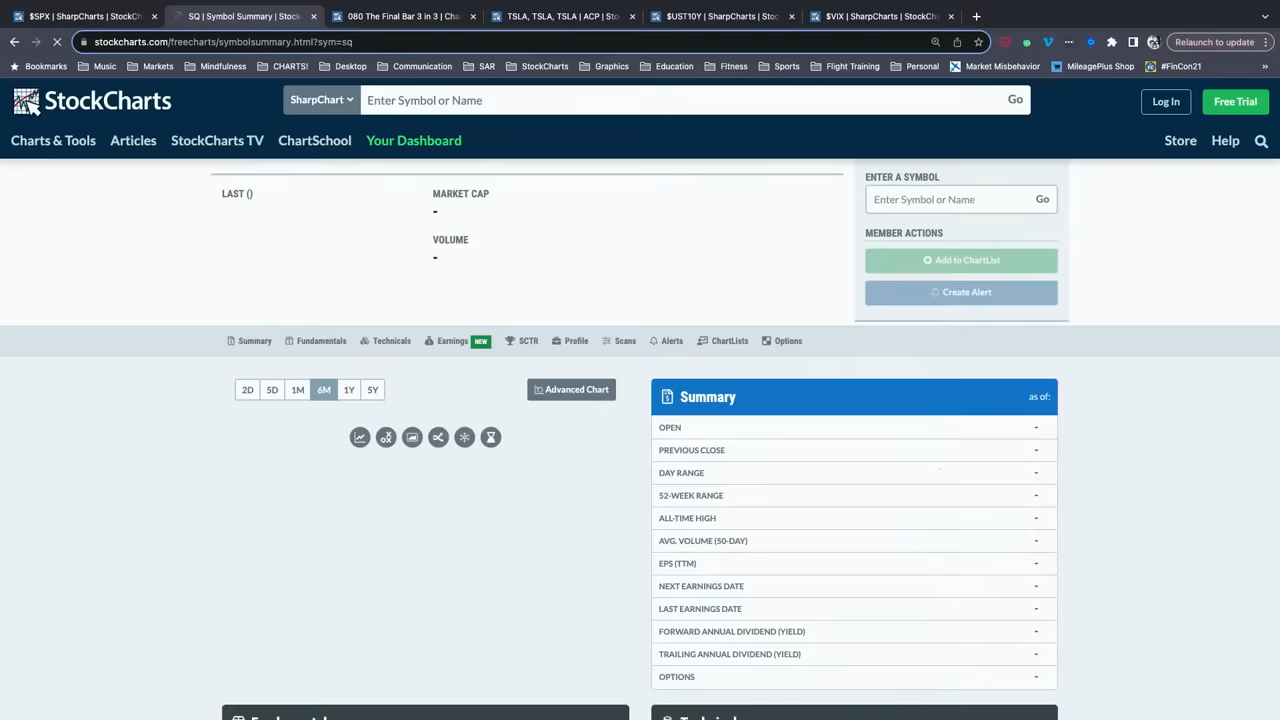 $SPX | SharpCharts | StockCha
SQ | Symbol Summary | Stock
080 The Final Bar 3 in 3 | Cha
TSLA, TSLA, TSLA | ACP | Sto
$UST10Y | SharpCharts | Stoc
$VIX | SharpCharts | StockCh
stockcharts.com/freecharts/symbolsummary.html?sym=sq
Relaunch to update
Bookmarks Music Markets Mindfulness CHARTS! Desktop Communication SAR StockCharts Graphics Education Fitness Sports Flight Training Personal Market Misbehavior MileagePlus Shop #FinCon21 »
StockCharts
SharpChart
Enter Symbol or Name
Go
Log In
Free Trial
Charts & Tools Articles StockCharts TV ChartSchool Your Dashboard
Store Help
LAST ()
MARKET CAP
-
VOLUME
-
ENTER A SYMBOL
Enter Symbol or Name Go
MEMBER ACTIONS
Add to ChartList
Create Alert
Summary Fundamentals Technicals Earnings NEW SCTR Profile Scans Alerts ChartLists Options
2D 5D 1M 6M 1Y 5Y
Advanced Chart
Summary as of:
OPEN -
PREVIOUS CLOSE -
DAY RANGE -
52-WEEK RANGE -
ALL-TIME HIGH -
AVG. VOLUME (50-DAY) -
EPS (TTM) -
NEXT EARNINGS DATE -
LAST EARNINGS DATE -
FORWARD ANNUAL DIVIDEND (YIELD) -
TRAILING ANNUAL DIVIDEND (YIELD) -
OPTIONS -